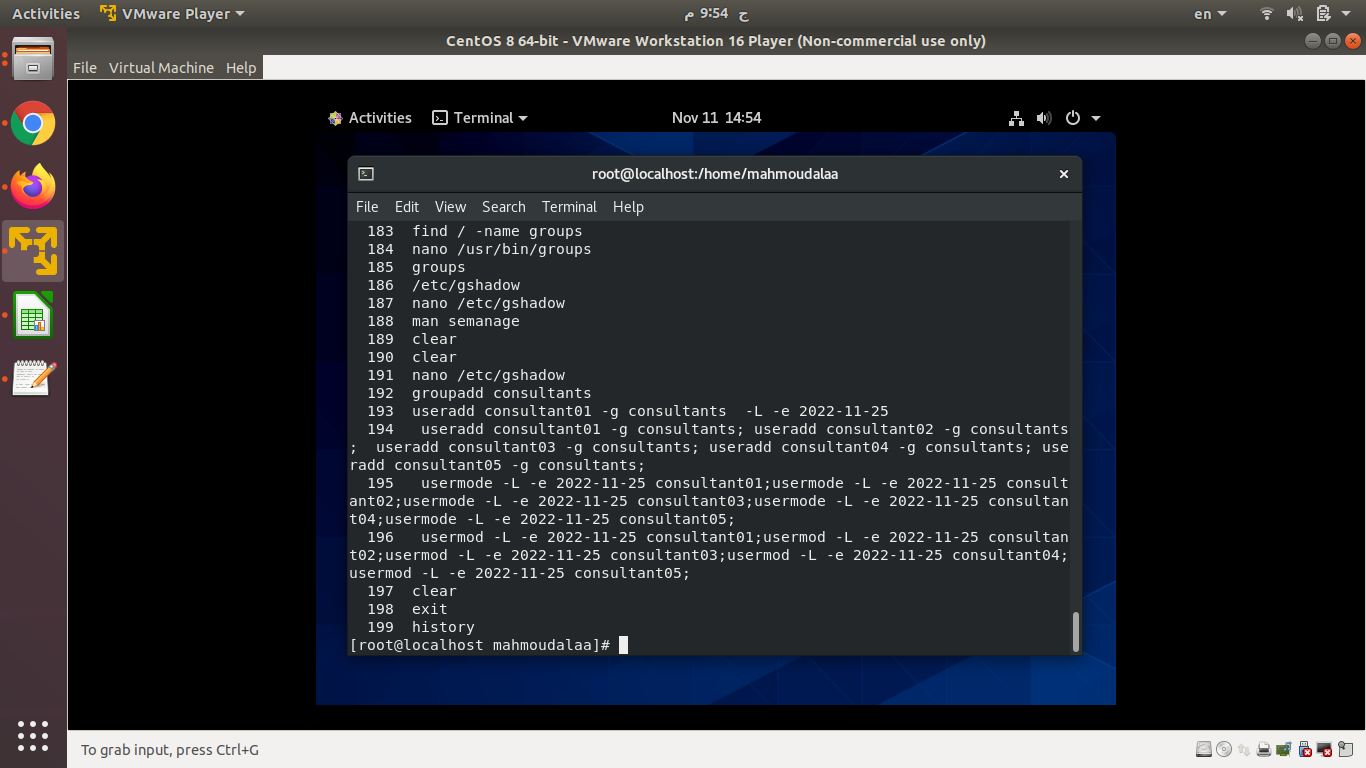 Activities VMware Player ح 9:54 م en
CentOS 8 64-bit - VMware Workstation 16 Player (Non-commercial use only)
File Virtual Machine Help
Activities Terminal Nov 11 14:54
root@localhost:/home/mahmoudalaa
File Edit View Search Terminal Help
183 find / -name groups
184 nano /usr/bin/groups
185 groups
186 /etc/gshadow
187 nano /etc/gshadow
188 man semanage
189 clear
190 clear
191 nano /etc/gshadow
192 groupadd consultants
193 useradd consultant01 -g consultants  -L -e 2022-11-25
194  useradd consultant01 -g consultants; useradd consultant02 -g consultants
;  useradd consultant03 -g consultants; useradd consultant04 -g consultants; use
radd consultant05 -g consultants;
195  usermode -L -e 2022-11-25 consultant01;usermode -L -e 2022-11-25 consult
ant02;usermode -L -e 2022-11-25 consultant03;usermode -L -e 2022-11-25 consultan
t04;usermode -L -e 2022-11-25 consultant05;
196  usermod -L -e 2022-11-25 consultant01;usermod -L -e 2022-11-25 consultan
t02;usermod -L -e 2022-11-25 consultant03;usermod -L -e 2022-11-25 consultant04;
usermod -L -e 2022-11-25 consultant05;
197 clear
198 exit
199 history
[root@localhost mahmoudalaa]#
To grab input, press Ctrl+G